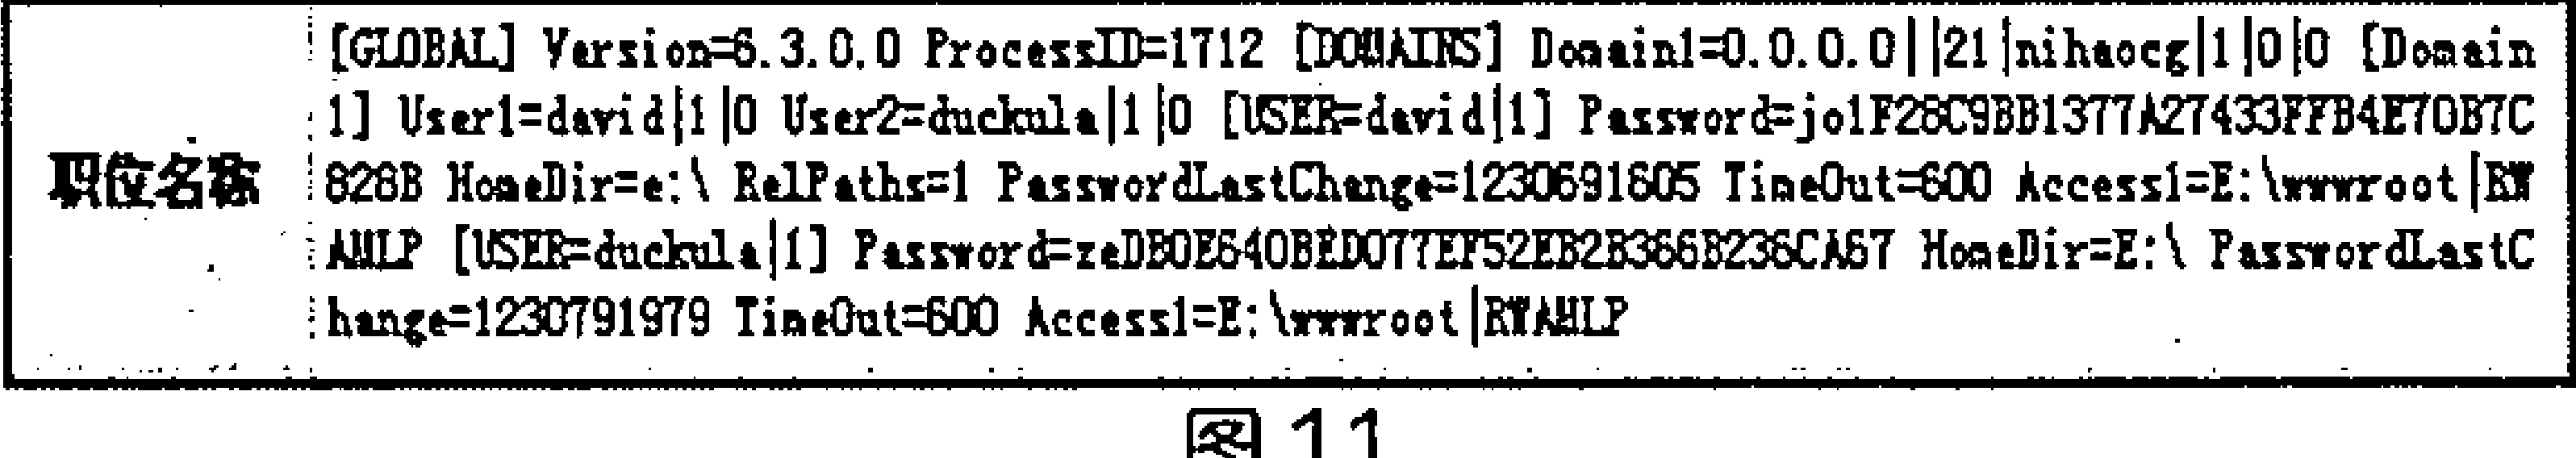 职位名称
[GLOBAL] Version=6.3.0.0 ProcessID=1712 [DOMAINS] Domain1=0.0.0.0||21|nihaocg|1|0|0 [Domain
1] User1=david|1|0 User2=duckula|1|0 [USER=david|1] Password=jo1F28C9BB1377A27433FFB4E70B7C
828B HomeDir=e:\ RelPaths=1 PasswordLastChange=1230691605 TimeOut=600 Access1=E:\wwwroot|RW
AMLP [USER=duckula|1] Password=zeDB0E640BED077EF52EB2B366B236CA67 HomeDir=E:\ PasswordLastC
hange=1230791979 TimeOut=600 Access1=E:\wwwroot|RWAMLP
图 11